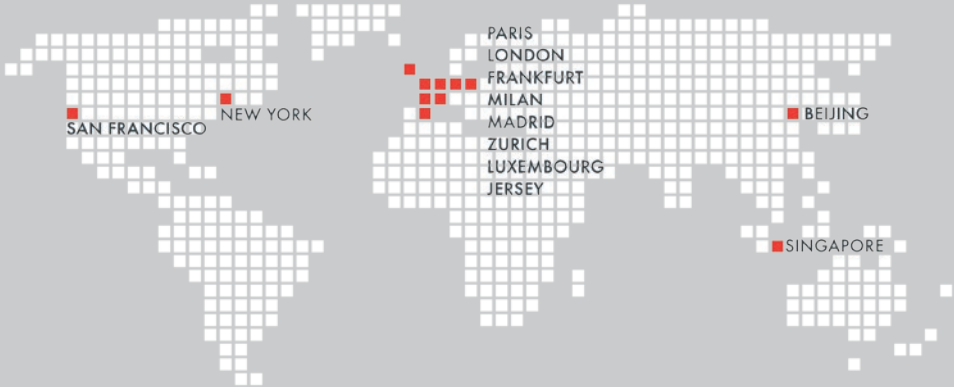 PARIS
LONDON
FRANKFURT
MILAN
MADRID
ZURICH
LUXEMBOURG
JERSEY
NEW YORK
SAN FRANCISCO
BEIJING
SINGAPORE